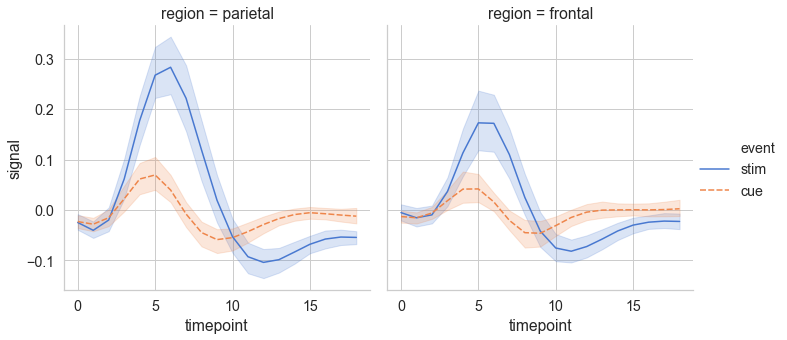 region = parietal
region = frontal
0.3
0.2
0.1
0.0
−0.1
signal
0
5
10
15
timepoint
0
5
10
15
timepoint
event
stim
cue